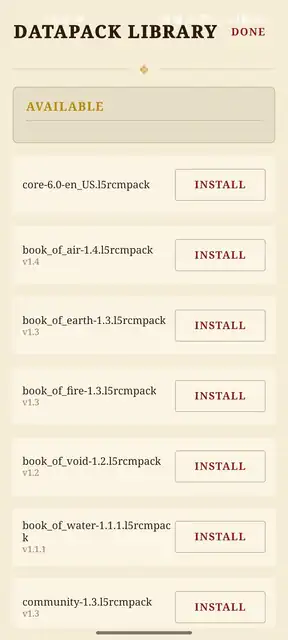 DATAPACK LIBRARY DONE
AVAILABLE
core-6.0-en_US.l5rcmpack INSTALL
book_of_air-1.4.l5rcmpack INSTALL
v1.4
book_of_earth-1.3.l5rcmpack INSTALL
v1.3
book_of_fire-1.3.l5rcmpack INSTALL
v1.3
book_of_void-1.2.l5rcmpack INSTALL
v1.2
book_of_water-1.1.1.l5rcmpac
k INSTALL
v1.1.1
community-1.3.l5rcmpack INSTALL
v1.3